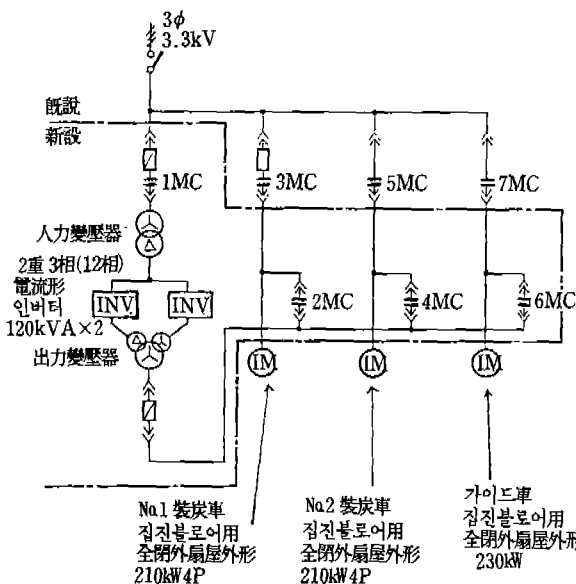 3φ
3.3kV
既說
新設
1MC
3MC
5MC
7MC
人力變壓器
2重 3相(12相)
電流形
인버터
120kVA×2
INV
INV
2MC
4MC
6MC
出力變壓器
IM
IM
IM
No.1 裝炭車
집진블로어用
全閉外扇屋外形
210kW4P
No.2 裝炭車
집진블로어用
全閉外扇屋外形
210kW4P
가이드車
집진블로어用
全閉外扇屋外形
230kW